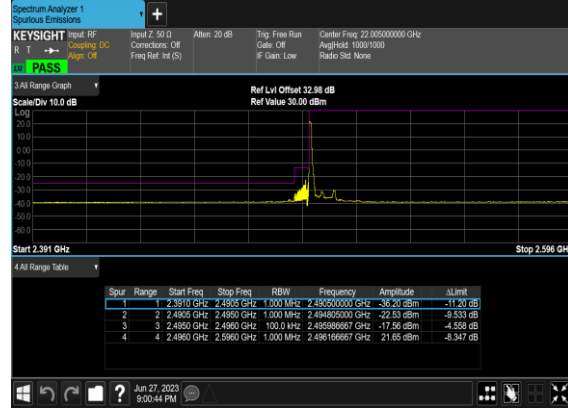 Spectrum Analyzer 1
Spurious Emissions
+
KEYSIGHT Input: RF Input Z: 50 Ω Atten: 20 dB Trig: Free Run Center Freq: 22.005000000 GHz
R T Coupling: DC Corrections: Off Gate: Off Avg|Hold: 1000/1000
Align: Off Freq Ref: Int (S) IF Gain: Low Radio Std: None
PASS
3 All Range Graph
Ref Lvl Offset 32.98 dB
Scale/Div 10.0 dB Ref Value 30.00 dBm
Log
20.0
10.0
0.00
-10.0
-20.0
-30.0
-40.0
-50.0
-60.0
Start 2.391 GHz Stop 2.596 GH
4 All Range Table
Spur Range Start Freq Stop Freq RBW Frequency Amplitude ΔLimit
1 1 2.3910 GHz 2.4905 GHz 1.000 MHz 2.490500000 GHz -36.20 dBm -11.20 dB
2 2 2.4905 GHz 2.4950 GHz 1.000 MHz 2.494805000 GHz -22.53 dBm -9.533 dB
3 3 2.4950 GHz 2.4960 GHz 100.0 kHz 2.495986667 GHz -17.56 dBm -4.558 dB
4 4 2.4960 GHz 2.5960 GHz 1.000 MHz 2.496166667 GHz 21.65 dBm -8.347 dB
? Jun 27, 2023
9:00:44 PM